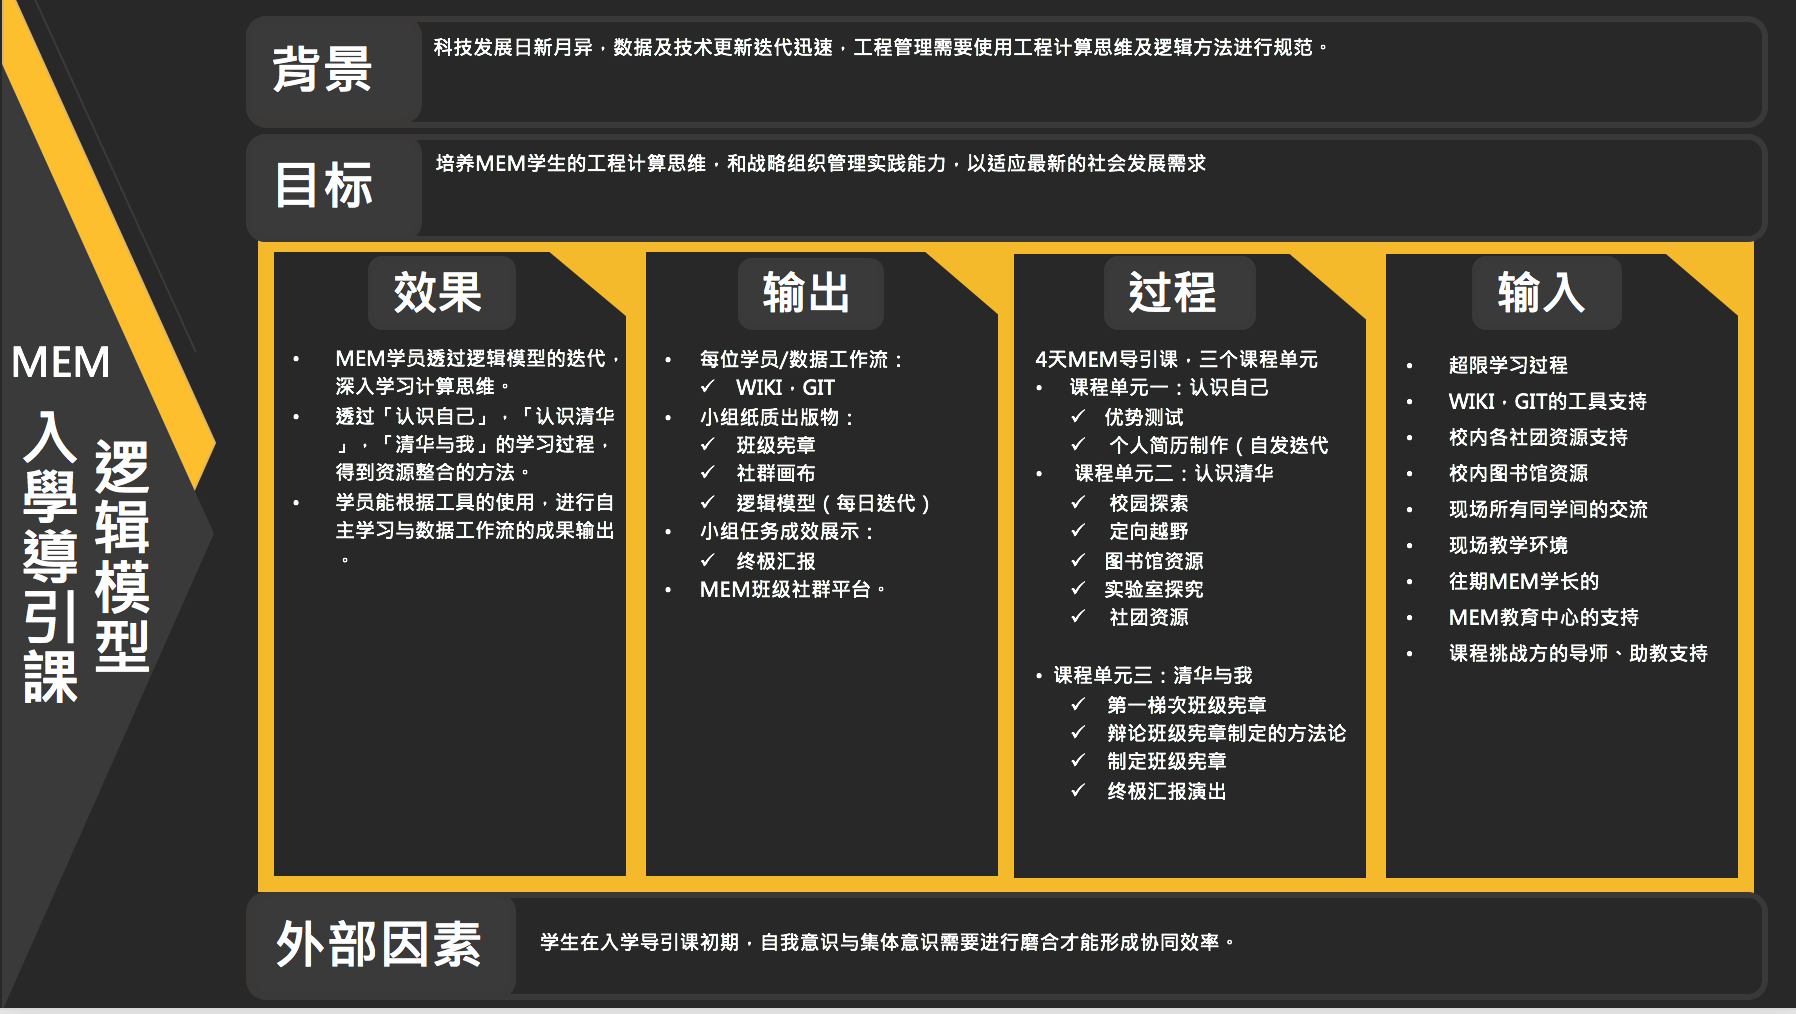 MEM
入學導引課
逻辑模型
背景
科技发展日新月异，数据及技术更新迭代迅速，工程管理需要使用工程计算思维及逻辑方法进行规范。
目标
培养MEM学生的工程计算思维，和战略组织管理实践能力，以适应最新的社会发展需求
效果
• MEM学员透过逻辑模型的迭代，
深入学习计算思维。
透过「认识自己」，「认识清华
」，「清华与我」的学习过程，
得到资源整合的方法。
• 学员能根据工具的使用，进行自
主学习与数据工作流的成果输出
。
输出
• 每位学员/数据工作流：
✓ WIKI，GIT
• 小组纸质出版物：
✓ 班级宪章
✓ 社群画布
✓ 逻辑模型（每日迭代）
• 小组任务成效展示：
✓ 终极汇报
• MEM班级社群平台。
过程
4天MEM导引课，三个课程单元
• 课程单元一：认识自己
✓ 优势测试
✓ 个人简历制作（自发迭代
• 课程单元二：认识清华
✓ 校园探索
✓ 定向越野
✓ 图书馆资源
✓ 实验室探究
✓ 社团资源
• 课程单元三：清华与我
✓ 第一梯次班级宪章
✓ 辩论班级宪章制定的方法论
✓ 制定班级宪章
✓ 终极汇报演出
输入
• 超限学习过程
• WIKI，GIT的工具支持
• 校内各社团资源支持
• 校内图书馆资源
• 现场所有同学间的交流
• 现场教学环境
• 往期MEM学长的
• MEM教育中心的支持
• 课程挑战方的导师、助教支持
外部因素
学生在入学导引课初期，自我意识与集体意识需要进行磨合才能形成协同效率。